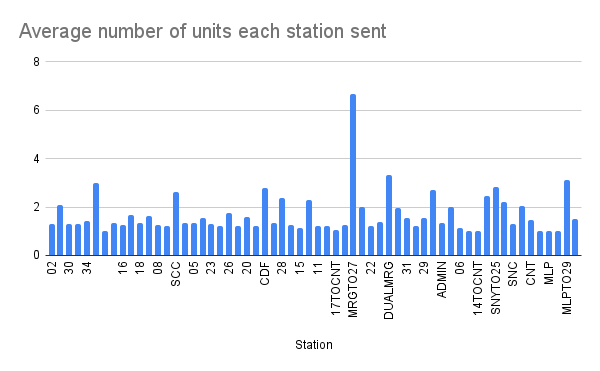 Average number of units each station sent
8
6
4
2
0
02
30
34
16
18
08
SCC
05
23
26
20
CDF
28
15
11
17TOCNT
MRGTO27
22
DUALMRG
31
29
ADMIN
06
14TOCNT
SNYTO25
SNC
CNT
MLP
MLPTO29
Station